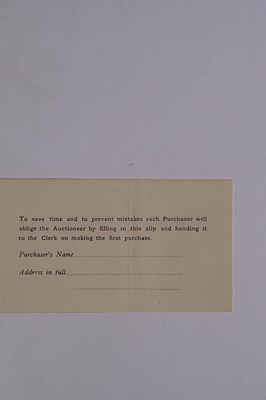 To save time and to prevent mistakes each Purchaser will
oblige the Auctioneer by filling in this slip and handing it
to the Clerk on making the first purchase.
Purchaser's Name
Address in full